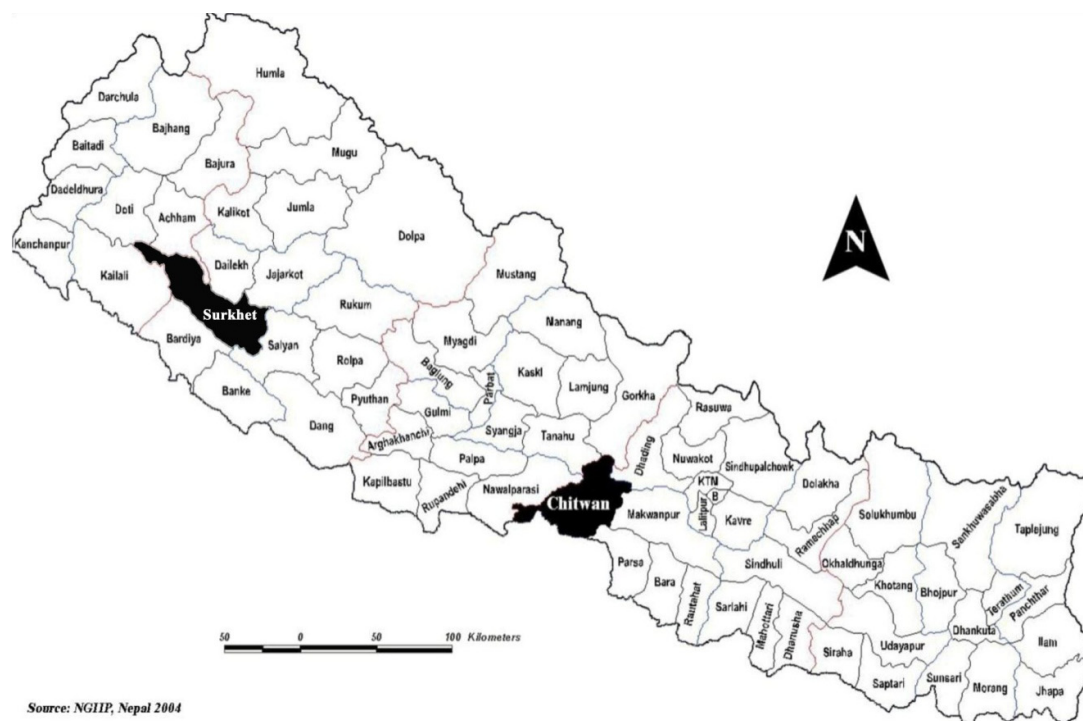 Humla
Darchula
Bajhang
Baitadi
Mugu
Bajura
Dadeldhura
Doti
Achham
Kalikot
Jumla
Dolpa
N
Kanchanpur
Kailali
Dailekh
Jajarkot
Mustang
Surkhet
Rukum
Manang
Bardiya
Salyan
Myagdi
Rolpa
Baglung
Parbat
Kaski
Lamjung
Gorkha
Banke
Pyuthan
Gulmi
Rasuwa
Dang
Syangja
Tanahu
Arghakhanchi
Palpa
Dhading
Nuwakot
Sindhupalchowk
Kapilbastu
Rupandehi
Nawalparasi
KTM
Dolakha
Chitwan
B
Makwanpur
Lalitpur
Kavre
Ramechhap
Solukhumbu
Sankhuwasabha
Taplejung
Parsa
Bara
Rautahat
Sindhuli
Okhaldhunga
Khotang
Bhojpur
Terathum
Panchthar
Sarlahi
Mahottari
Dhanusha
Dhankuta
Siraha
Udayapur
Ilam
Saptari
Sunsari
Morang
Jhapa
50 0 50 100 Kilometers
Source: NGIIP, Nepal 2004